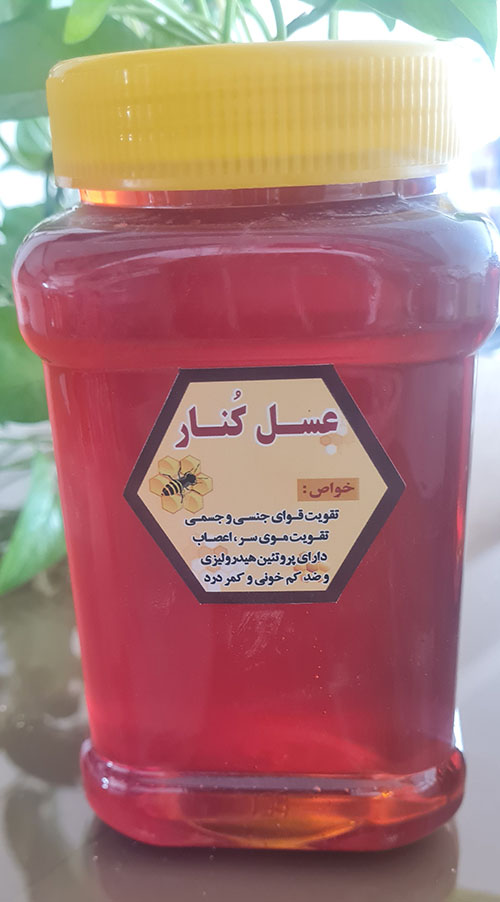 عسل کُنار
خواص :
تقویت قوای جنسی و جسمی
تقویت موی سر ، اعصاب
دارای پروتئین هیدرولیزی
و ضد کم خونی و کمر درد